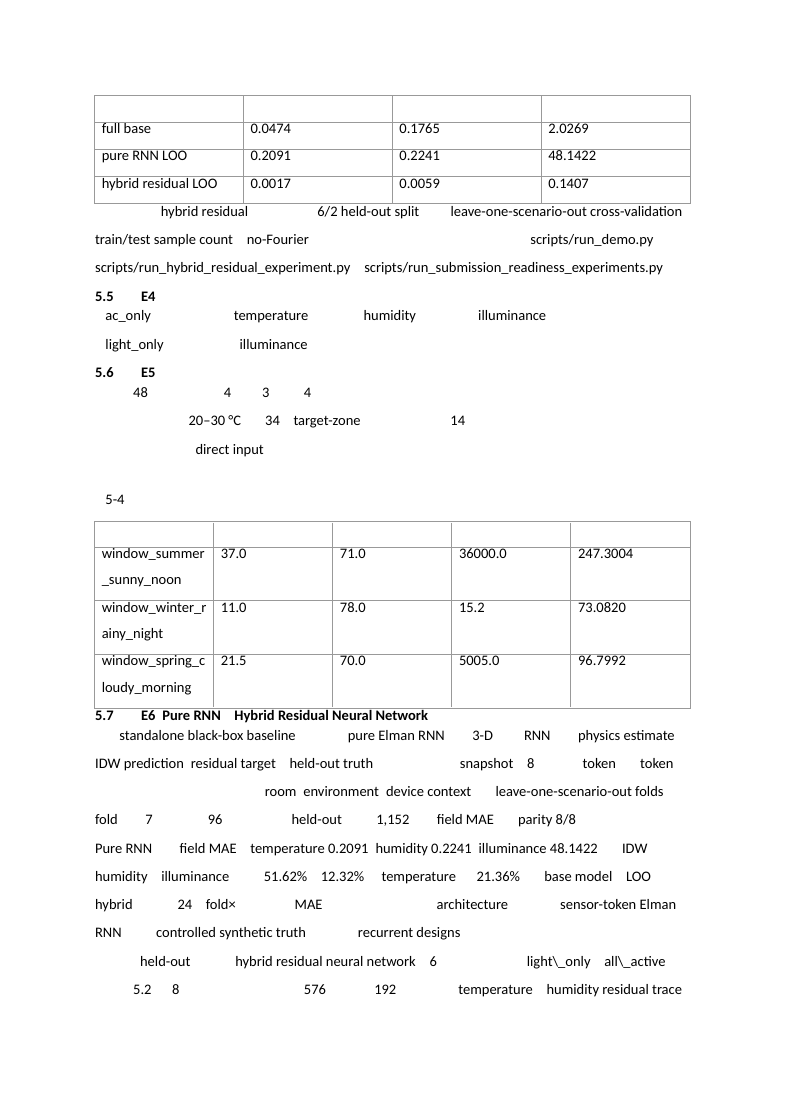 full base 0.0474 0.1765 2.0269
pure RNN LOO 0.2091 0.2241 48.1422
hybrid residual LOO 0.0017 0.0059 0.1407
hybrid residual 6/2 held-out split leave-one-scenario-out cross-validation
train/test sample count no-Fourier scripts/run_demo.py
scripts/run_hybrid_residual_experiment.py scripts/run_submission_readiness_experiments.py
5.5 E4
ac_only temperature humidity illuminance
light_only illuminance
5.6 E5
48 4 3 4
20–30 °C 34 target-zone 14
direct input
5-4
window_summer 37.0 71.0 36000.0 247.3004
_sunny_noon
window_winter_r 11.0 78.0 15.2 73.0820
ainy_night
window_spring_c 21.5 70.0 5005.0 96.7992
loudy_morning
5.7 E6 Pure RNN Hybrid Residual Neural Network
standalone black-box baseline pure Elman RNN 3-D RNN physics estimate
IDW prediction residual target held-out truth snapshot 8 token token
room environment device context leave-one-scenario-out folds
fold 7 96 held-out 1,152 field MAE parity 8/8
Pure RNN field MAE temperature 0.2091 humidity 0.2241 illuminance 48.1422 IDW
humidity illuminance 51.62% 12.32% temperature 21.36% base model LOO
hybrid 24 fold× MAE architecture sensor-token Elman
RNN controlled synthetic truth recurrent designs
held-out hybrid residual neural network 6 light\_only all\_active
5.2 8 576 192 temperature humidity residual trace